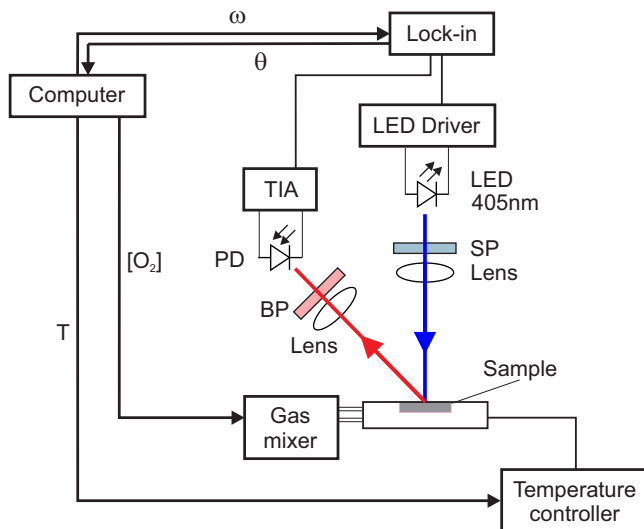 ω
Lock-in
θ
Computer
LED Driver
TIA
LED
405nm
PD
SP
Lens
[O₂]
BP
Lens
T
Sample
Gas
mixer
Temperature
controller